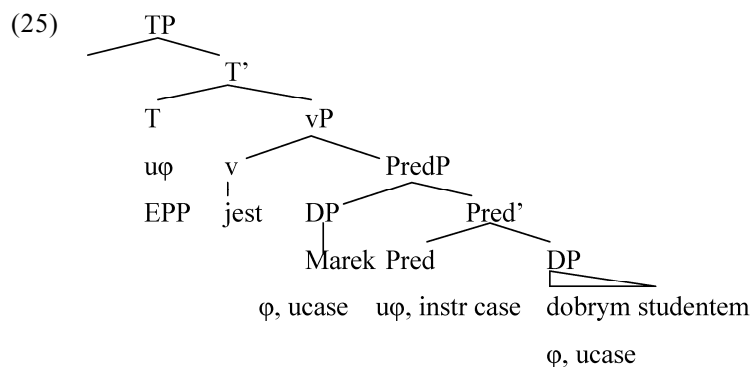 (25) TP
T’
T vP
uφ v PredP
EPP jest DP Pred’
Marek Pred DP
φ, ucase uφ, instr case dobrym studentem
φ, ucase